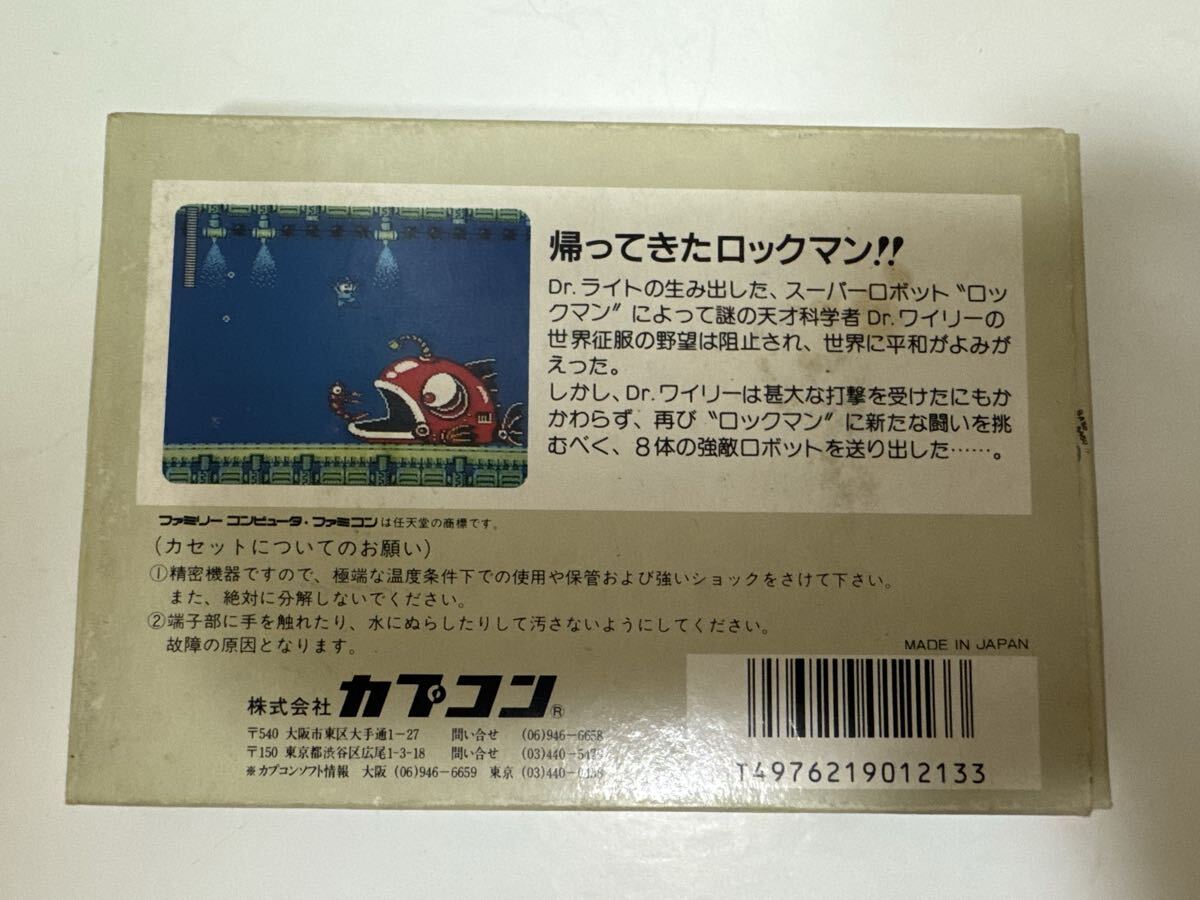 帰ってきたロックマン!!
Dr.ライトの生み出した、スーパーロボット〝ロッ
クマン〟によって謎の天才科学者Dr.ワイリーの
世界征服の野望は阻止され、世界に平和がよみが
えった。
しかし、Dr.ワイリーは甚大な打撃を受けたにもか
かわらず、再び〝ロックマン〟に新たな闘いを挑
むべく、8体の強敵ロボットを送り出した……。
ファミリーコンピュータ・ファミコンは任天堂の商標です。
(カセットについてのお願い)
①精密機器ですので、極端な温度条件下での使用や保管および強いショックをさけて下さい。
また、絶対に分解しないでください。
②端子部に手を触れたり、水にぬらしたりして汚さないようにしてください。
故障の原因となります。
MADE IN JAPAN
株式会社 カプコン®
〒540 大阪市東区大手通1-27 問い合せ (06)946-6658
〒150 東京都渋谷区広尾1-3-18 問い合せ (03)440-
※カプコンソフト情報 大阪 (06)946-6659 東京 (03)440-
T4976219012133